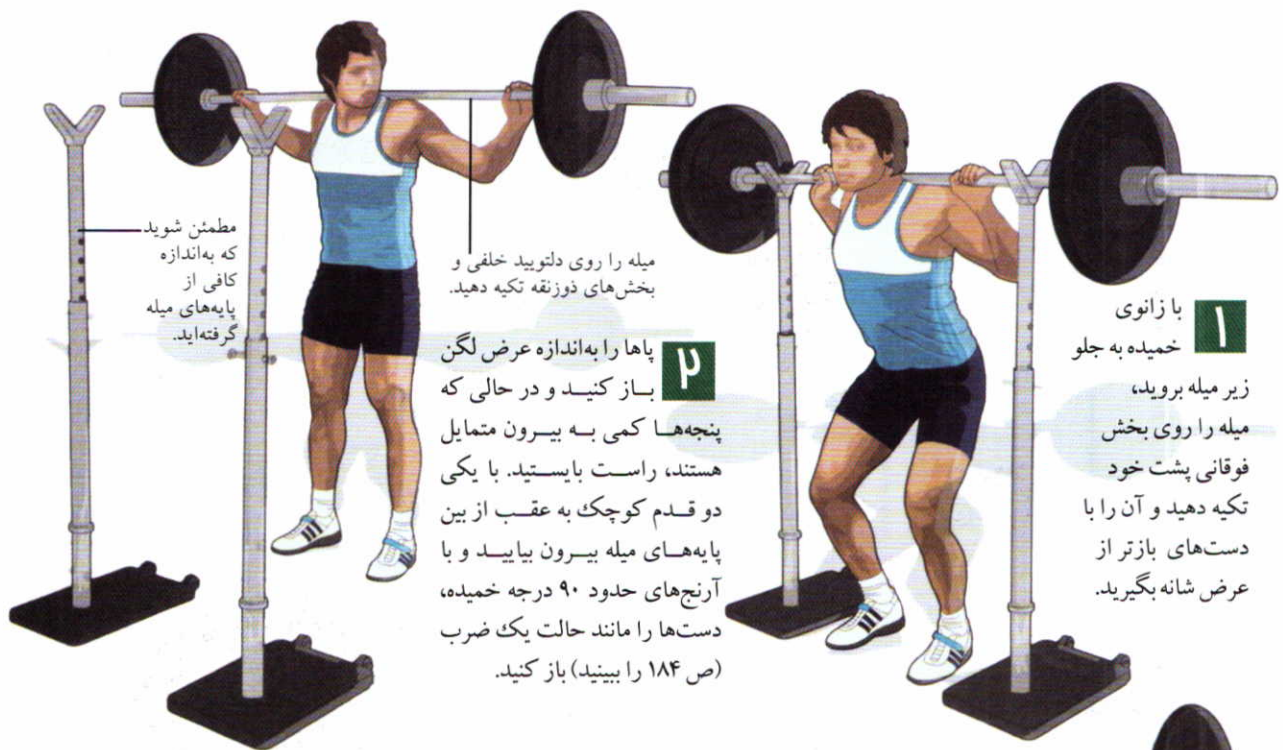 ۱
با زانوی
خمیده به جلو
زیر میله بروید،
میله را روی بخش
فوقانی پشت خود
تکیه دهید و آن را با
دست‌های بازتر از
عرض شانه بگیرید.
میله را روی دلتویید خلفی و
بخش‌های ذوزنقه تکیه دهید.
۲
پاها را به‌اندازه عرض لگن
باز کنید و در حالی که
پنجه‌ها کمی به بیرون متمایل
هستند، راست بایستید. با یکی
دو قدم کوچک به عقب از بین
پایه‌های میله بیرون بیایید و با
آرنج‌های حدود ۹۰ درجه خمیده،
دست‌ها را مانند حالت یک ضرب
(ص ۱۸۴ را ببینید) باز کنید.
مطمئن شوید
که به‌اندازه
کافی از
پایه‌های میله
گرفته‌اید.